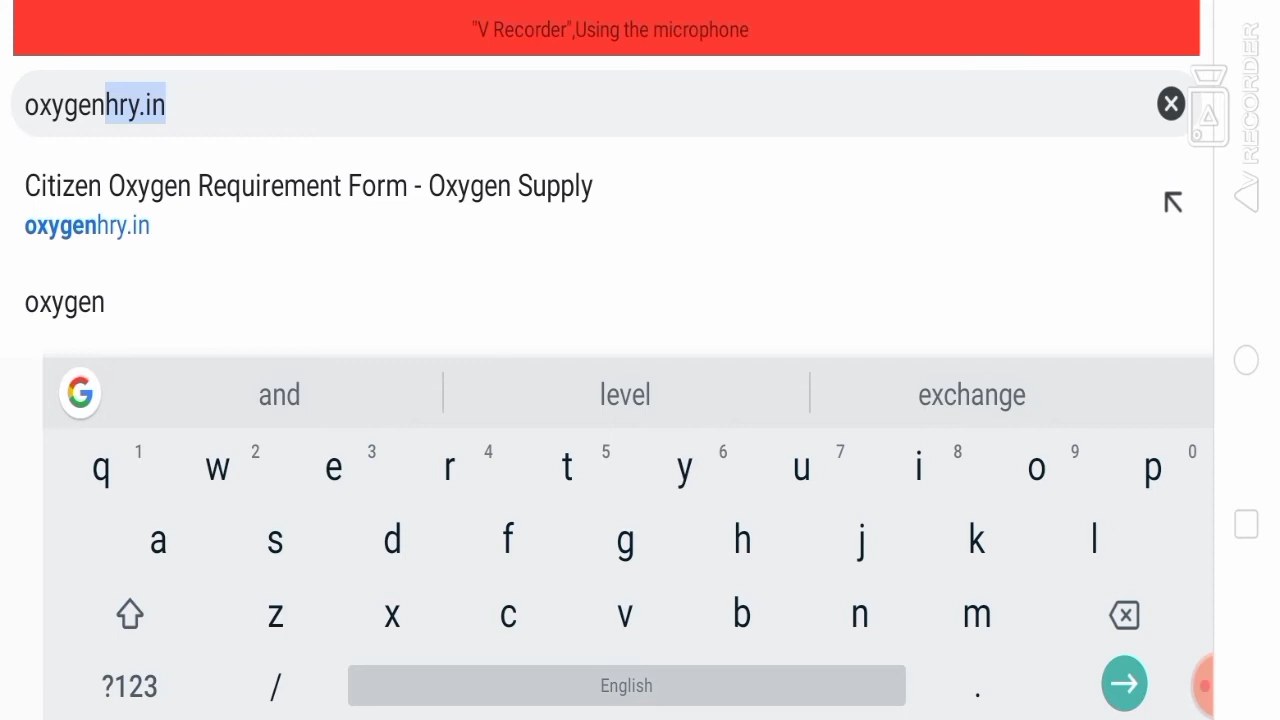 "V Recorder",Using the microphone
oxygenhry.in
Citizen Oxygen Requirement Form - Oxygen Supply
oxygenhry.in
oxygen
and level exchange
q 1 w 2 e 3 r 4 t 5 y 6 u 7 i 8 o 9 p 0
a s d f g h j k l
z x c v b n m
?123 / English .
V RECORDER